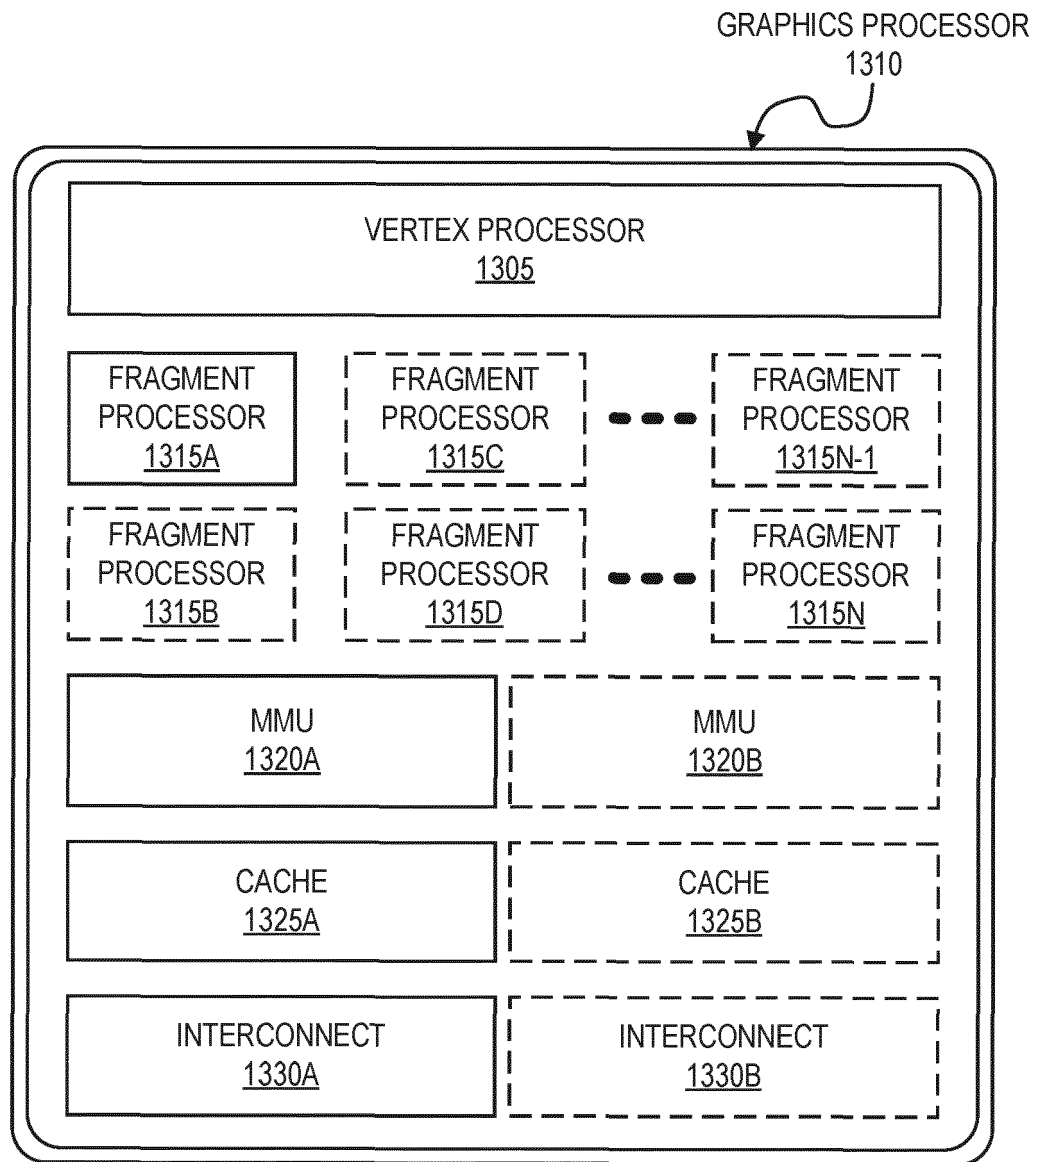 GRAPHICS PROCESSOR
1310
VERTEX PROCESSOR
1305
FRAGMENT
PROCESSOR
1315A
FRAGMENT
PROCESSOR
1315C
FRAGMENT
PROCESSOR
1315N-1
FRAGMENT
PROCESSOR
1315B
FRAGMENT
PROCESSOR
1315D
FRAGMENT
PROCESSOR
1315N
MMU
1320A
MMU
1320B
CACHE
1325A
CACHE
1325B
INTERCONNECT
1330A
INTERCONNECT
1330B